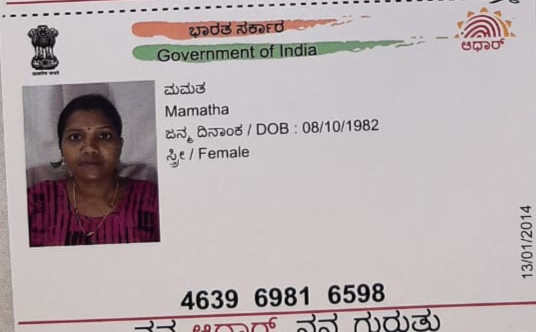 ಭಾರತ ಸರ್ಕಾರ
Government of India
ಆಧಾರ್
ಮಮತ
Mamatha
ಜನ್ಮ ದಿನಾಂಕ / DOB : 08/10/1982
ಸ್ತ್ರೀ / Female
13/01/2014
4639 6981 6598
ನನ್ನ ಆಧಾರ್, ನನ್ನ ಗುರುತು